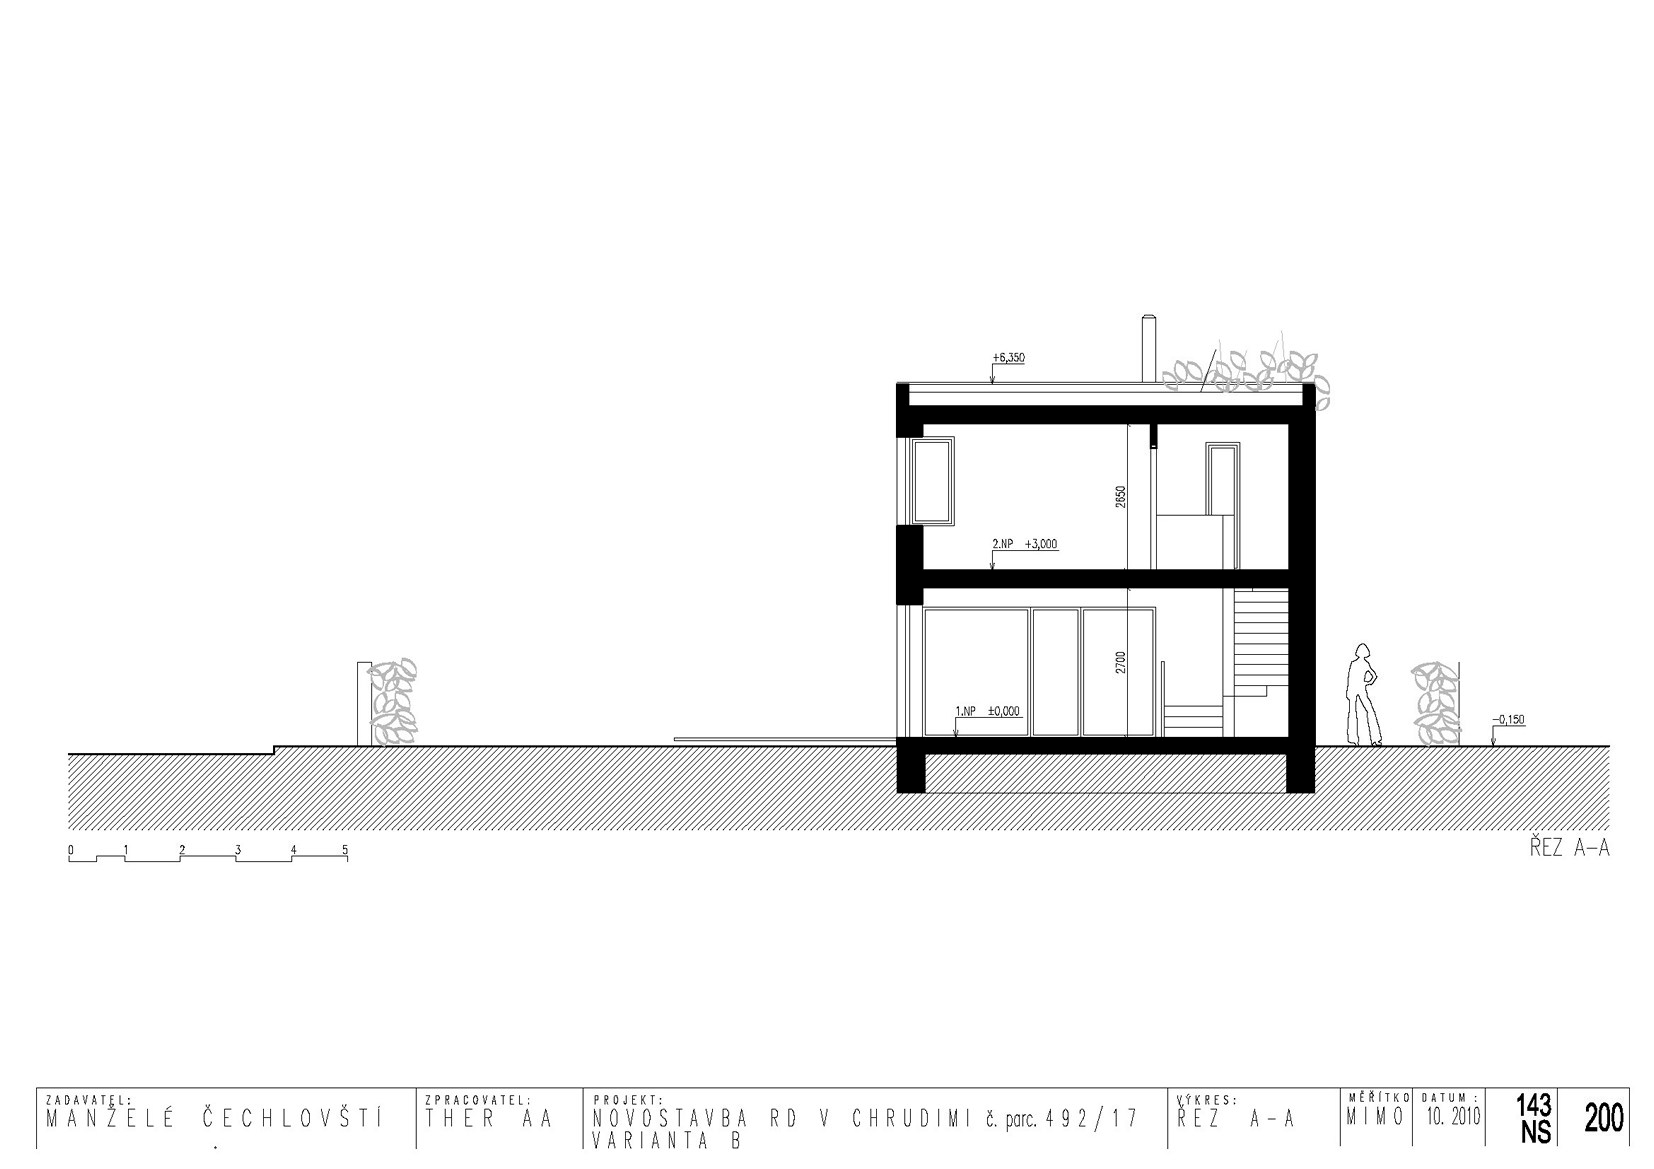 +6,350
2650
2.NP +3,000
2700
1.NP ±0,000
-0,150
0 1 2 3 4 5
ŘEZ A-A
ZADAVATEL:
MANŽELÉ ČECHLOVŠTÍ
ZPRACOVATEL:
THER AA
PROJEKT:
NOVOSTAVBA RD V CHRUDIMI č. parc. 492/17
VARIANTA B
VÝKRES:
ŘEZ A-A
MĚŘÍTKO
MIMO
DATUM:
10. 2010
143
NS
200